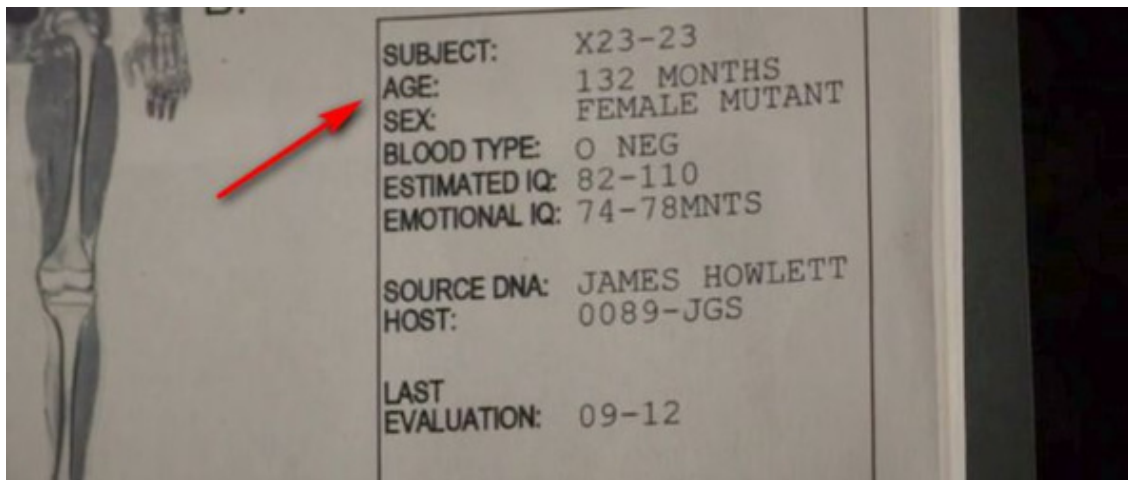 SUBJECT: X23-23
AGE: 132 MONTHS
SEX: FEMALE MUTANT
BLOOD TYPE: O NEG
ESTIMATED IQ: 82-110
EMOTIONAL IQ: 74-78MNTS
SOURCE DNA: JAMES HOWLETT
HOST: 0089-JGS
LAST
EVALUATION: 09-12